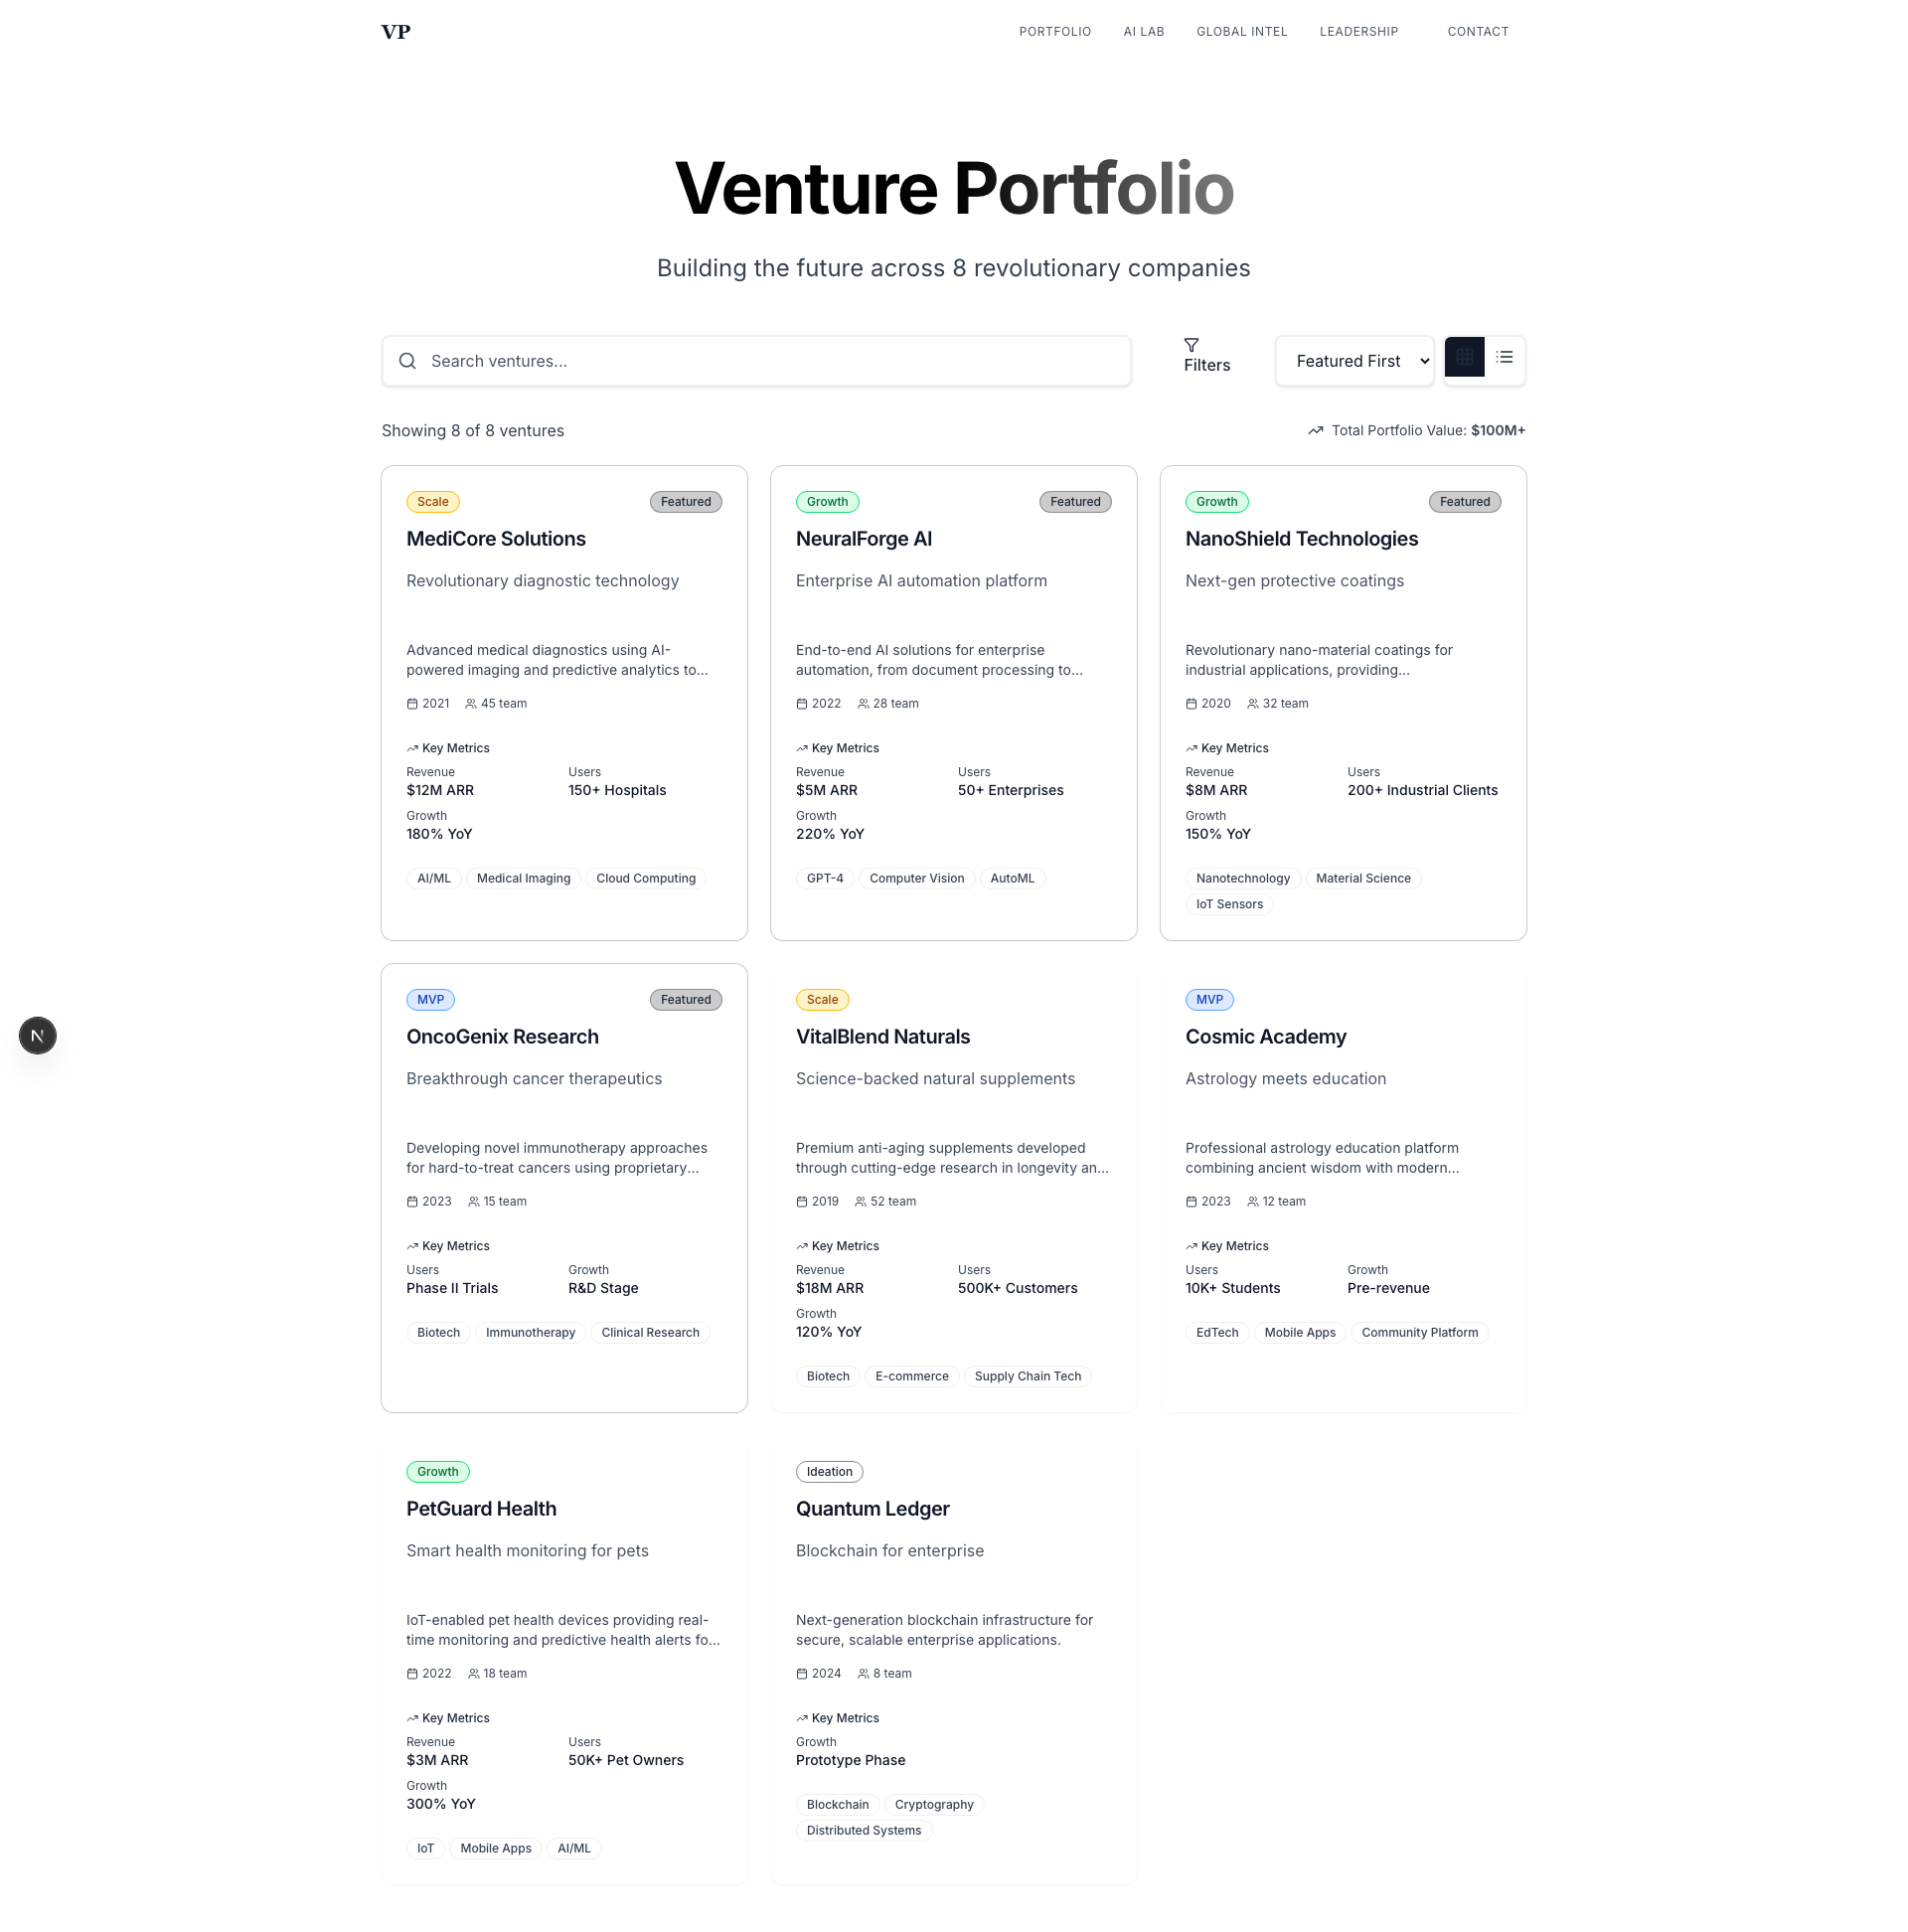 VP
PORTFOLIO
AI LAB
GLOBAL INTEL
LEADERSHIP
CONTACT
Venture Portfolio
Building the future across 8 revolutionary companies
Search ventures...
Filters
Featured First
Showing 8 of 8 ventures
Total Portfolio Value: $100M+
Scale
Featured
MediCore Solutions
Revolutionary diagnostic technology
Advanced medical diagnostics using AI-
powered imaging and predictive analytics to...
2021
45 team
Key Metrics
Revenue
$12M ARR
Users
150+ Hospitals
Growth
180% YoY
AI/ML
Medical Imaging
Cloud Computing
Growth
Featured
NeuralForge AI
Enterprise AI automation platform
End-to-end AI solutions for enterprise
automation, from document processing to...
2022
28 team
Key Metrics
Revenue
$5M ARR
Users
50+ Enterprises
Growth
220% YoY
GPT-4
Computer Vision
AutoML
Growth
Featured
NanoShield Technologies
Next-gen protective coatings
Revolutionary nano-material coatings for
industrial applications, providing...
2020
32 team
Key Metrics
Revenue
$8M ARR
Users
200+ Industrial Clients
Growth
150% YoY
Nanotechnology
Material Science
IoT Sensors
MVP
Featured
OncoGenix Research
Breakthrough cancer therapeutics
Developing novel immunotherapy approaches
for hard-to-treat cancers using proprietary...
2023
15 team
Key Metrics
Users
Phase II Trials
Growth
R&D Stage
Biotech
Immunotherapy
Clinical Research
Scale
VitalBlend Naturals
Science-backed natural supplements
Premium anti-aging supplements developed
through cutting-edge research in longevity an...
2019
52 team
Key Metrics
Revenue
$18M ARR
Users
500K+ Customers
Growth
120% YoY
Biotech
E-commerce
Supply Chain Tech
MVP
Cosmic Academy
Astrology meets education
Professional astrology education platform
combining ancient wisdom with modern...
2023
12 team
Key Metrics
Users
10K+ Students
Growth
Pre-revenue
EdTech
Mobile Apps
Community Platform
Growth
PetGuard Health
Smart health monitoring for pets
IoT-enabled pet health devices providing real-
time monitoring and predictive health alerts fo...
2022
18 team
Key Metrics
Revenue
$3M ARR
Users
50K+ Pet Owners
Growth
300% YoY
IoT
Mobile Apps
AI/ML
Ideation
Quantum Ledger
Blockchain for enterprise
Next-generation blockchain infrastructure for
secure, scalable enterprise applications.
2024
8 team
Key Metrics
Growth
Prototype Phase
Blockchain
Cryptography
Distributed Systems
N